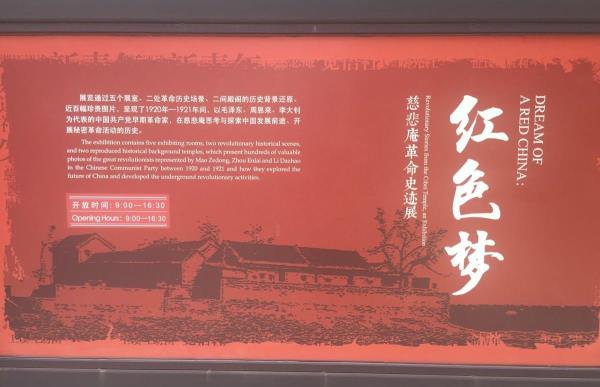 展览通过五个展室、二处革命历史场景、二间殿阁的历史背景还原、
近百幅珍贵图片，呈现了1920年—1921年间，以毛泽东、周恩来、李大钊
为代表的中国共产党早期革命家，在慈悲庵思考与探索中国发展前途、开
展秘密革命活动的历史。
The exhibition contains five exhibiting rooms, two revolutionary historical scenes,
and two reproduced historical background temples, which present hundreds of valuable
photos of the great revolutionists represented by Mao Zedong, Zhou Enlai and Li Dazhao
in the Chinese Communist Party between 1920 and 1921 and how they explored the
future of China and developed the underground revolutionary activities.
开放时间：9:00—16:30
Opening Hours：9:00—16:30
DREAM OF
A RED CHINA:
红色梦
Revolutionary Stories from the Cibei Temple, an Exhibition
慈悲庵革命史迹展